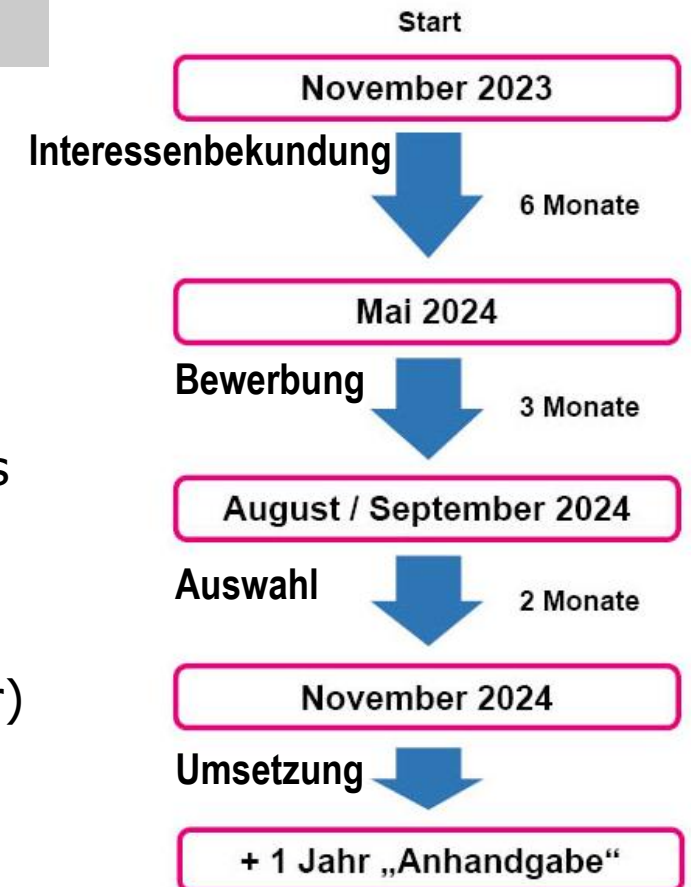 Start
November 2023
Interessenbekundung
6 Monate
Mai 2024
Bewerbung
3 Monate
s
August / September 2024
Auswahl
2 Monate
r)
November 2024
Umsetzung
+ 1 Jahr „Anhandgabe“